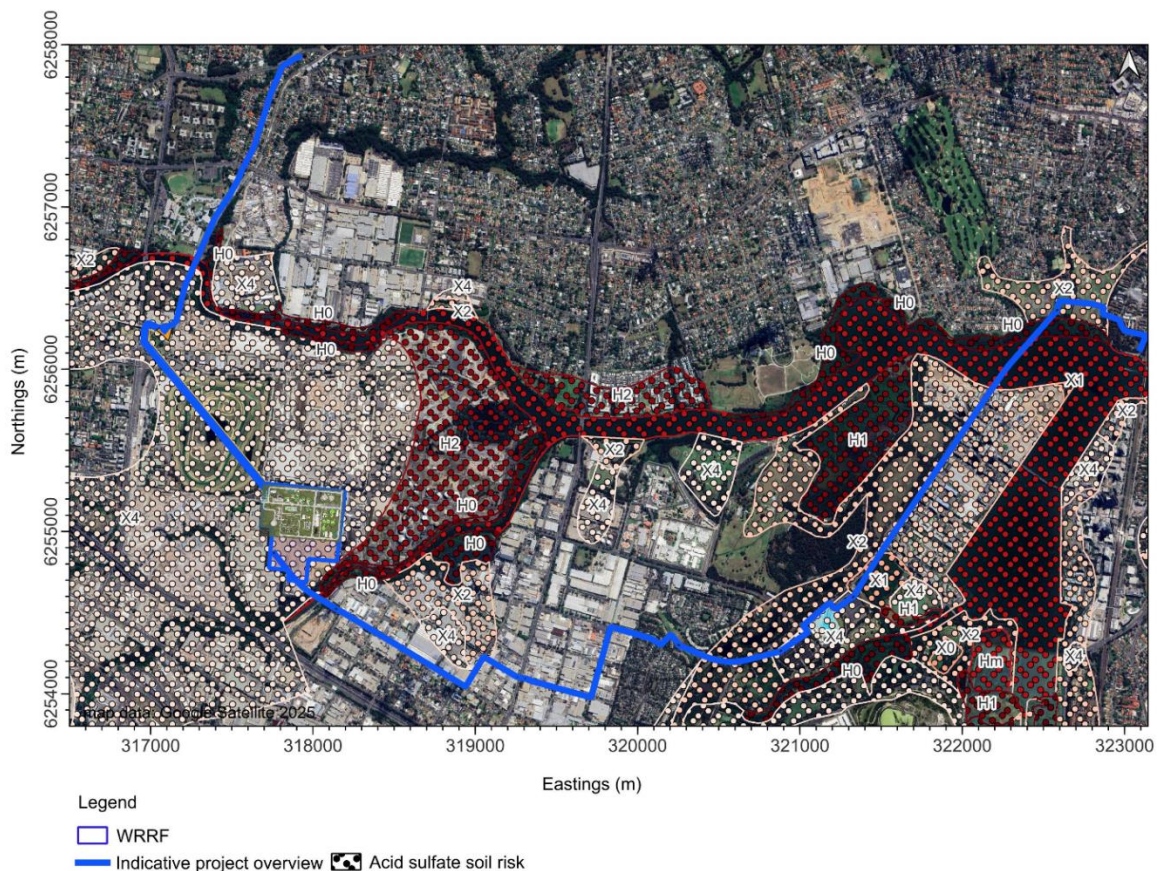 6258000
6257000
6256000
6255000
6254000
Northings (m)
X2
H0
X4
X4
X2
H0
H0
H2
H2
H0
H0
H0
X2
X4
X2
X4
X4
X4
H0
H0
H0
X2
X1
X2
X4
H1
X2
X1
X4
H1
X4
H0
X0
X2
Hm
H1
X4
map data: Google Satellite 2025
317000 318000 319000 320000 321000 322000 323000
Eastings (m)
Legend
WRRF
Indicative project overview Acid sulfate soil risk